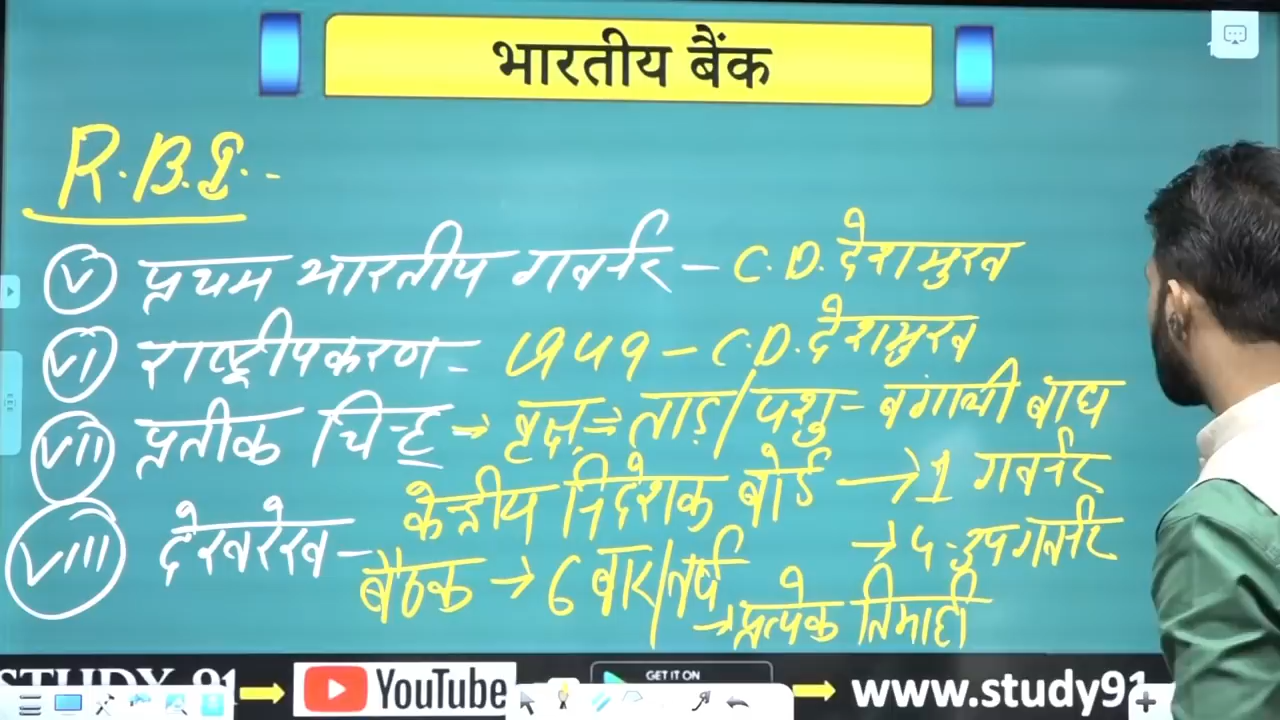 भारतीय बैंक
R.B.I.-
(V) प्रथम भारतीय गवर्नर - C.D. देशमुख
(VI) राष्ट्रीयकरण - 1949 - C.D. देशमुख
(VII) प्रतीक चिन्ह → वृक्ष = ताड़ / पशु - बंगाली बाघ
(VIII) देखरेख - केन्द्रीय निदेशक बोर्ड → 1 गवर्नर
→ 4 उपगवर्नर
बैठक → 6 बार/वर्ष
→ प्रत्येक तिमाही
STUDY 91
YouTube
GET IT ON
www.study91